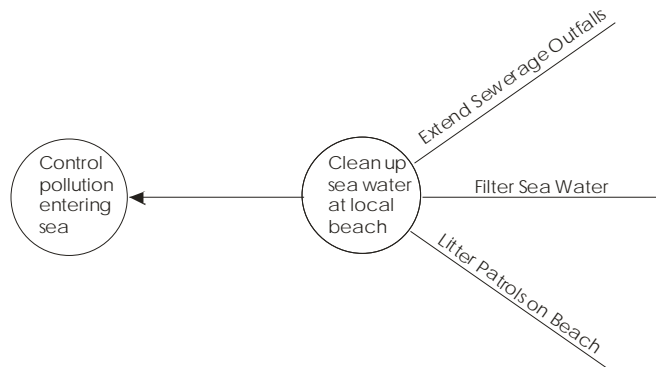 Control
pollution
entering
sea
Clean up
sea water
at local
beach
Extend Sewerage Outfalls
Filter Sea Water
Litter Patrols on Beach